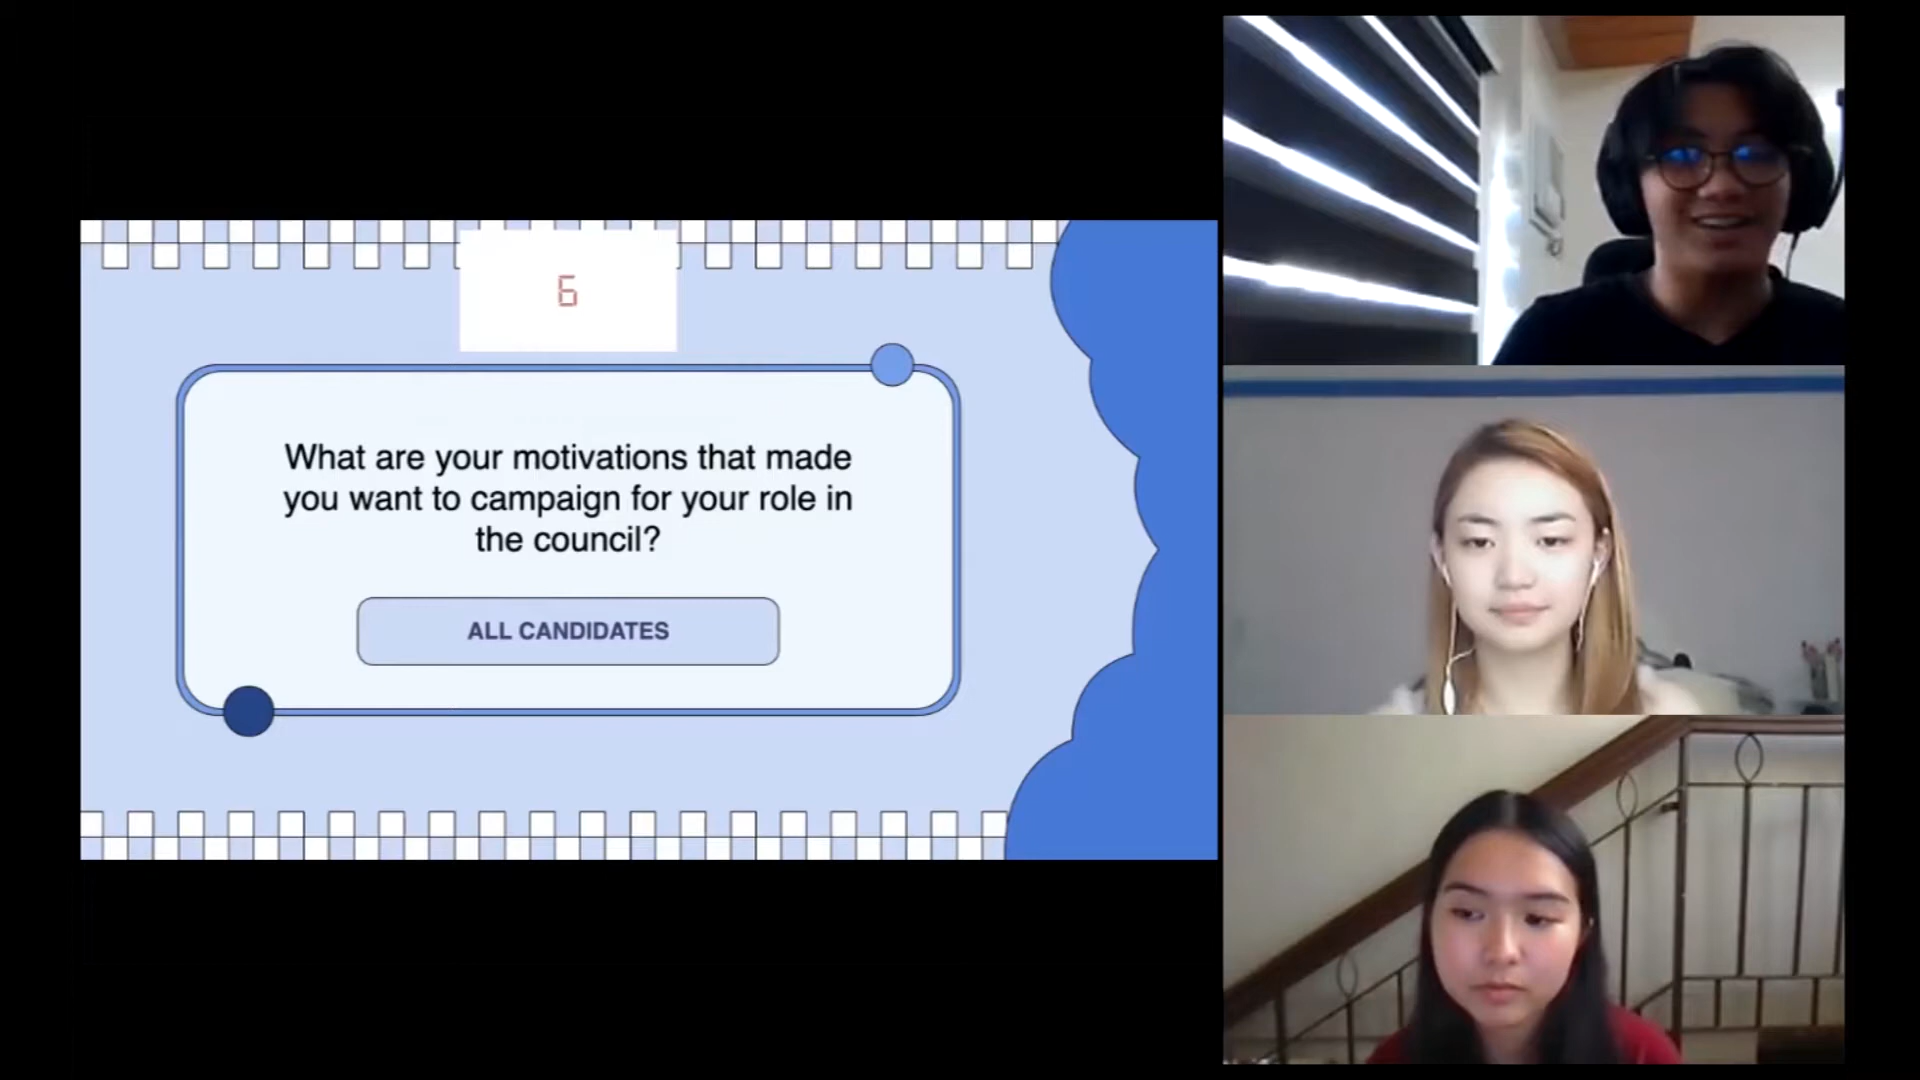 6
What are your motivations that made
you want to campaign for your role in
the council?
ALL CANDIDATES